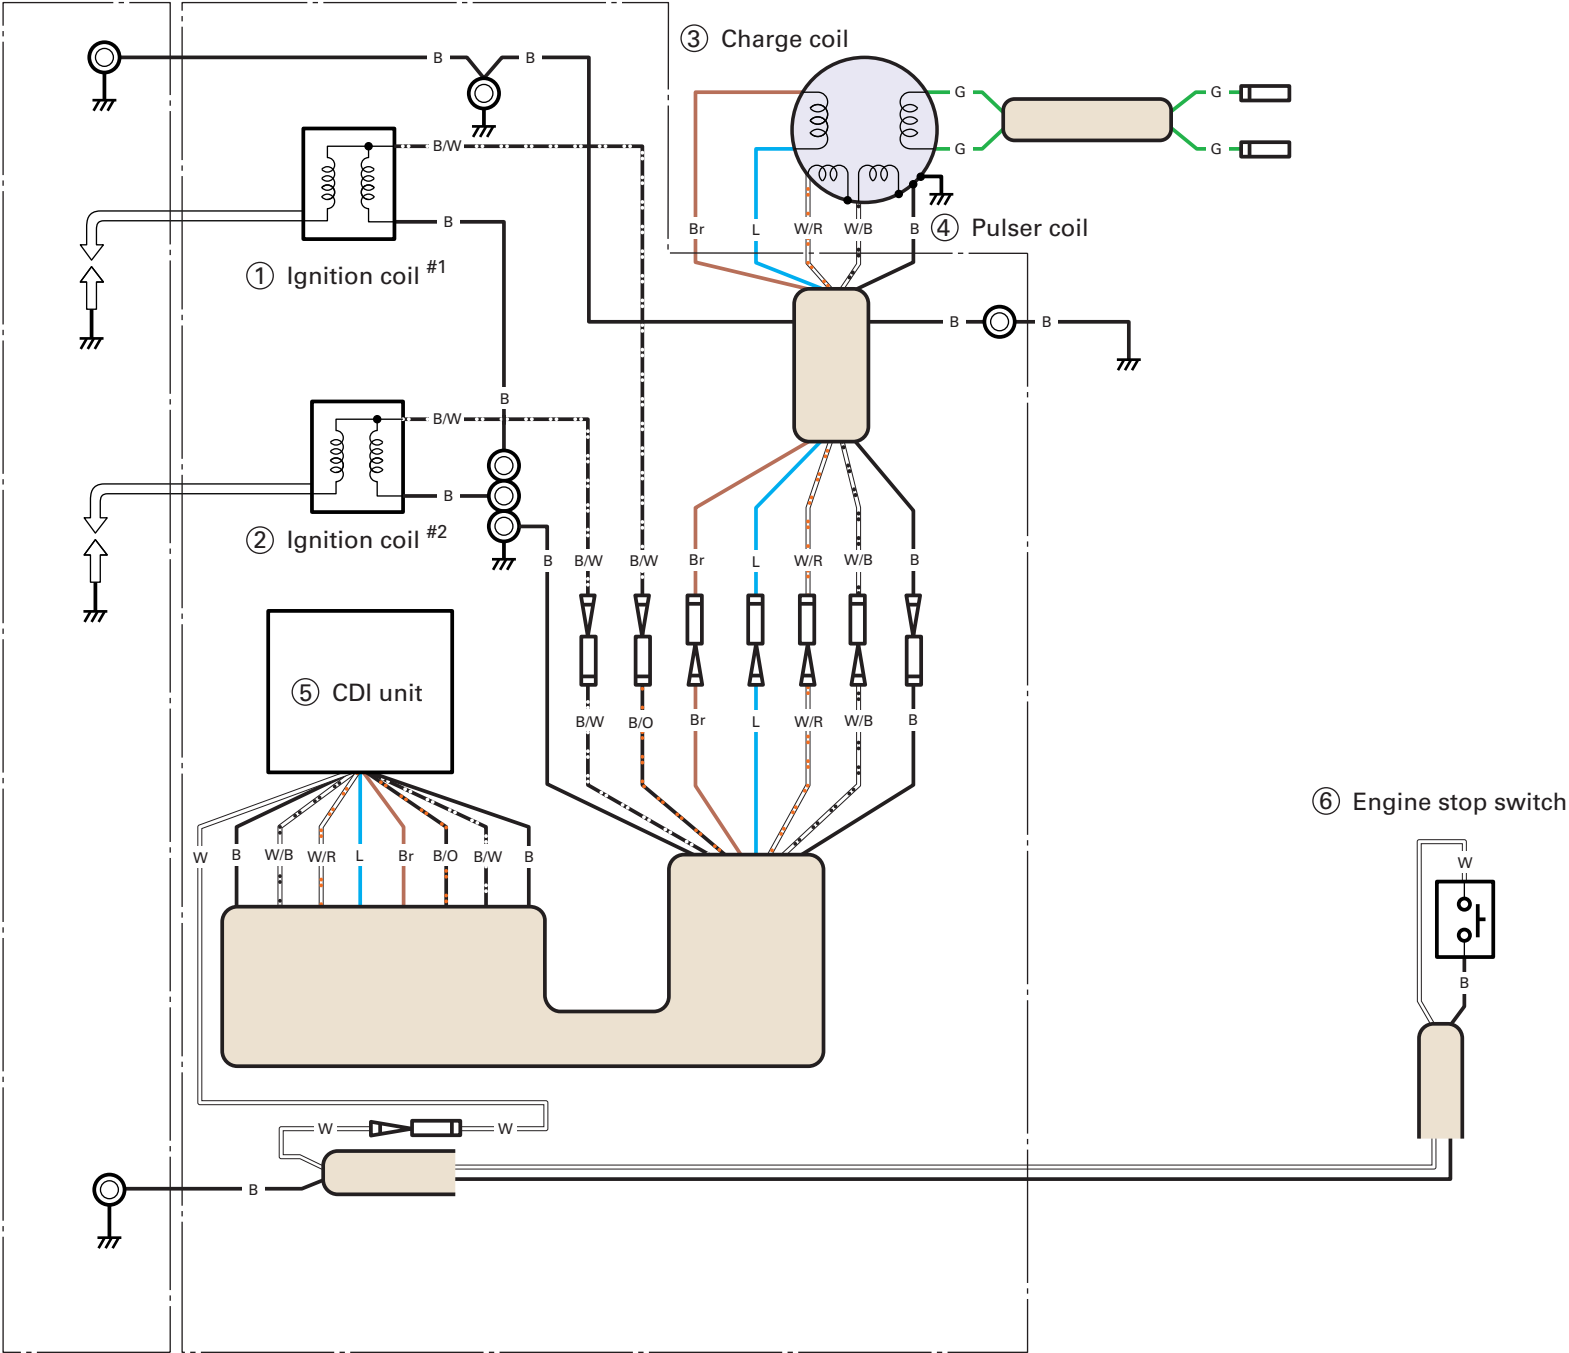 ③ Charge coil
B B
G G
B/W
G G
B
Br L W/R W/B B ④ Pulser coil
① Ignition coil #1
B B
B
B/W
B
② Ignition coil #2
B B/W B/W Br L W/R W/B B
⑤ CDI unit
B/W B/O Br L W/R W/B B
⑥ Engine stop switch
W B W/B W/R L Br B/O B/W B
W
B
W W
B